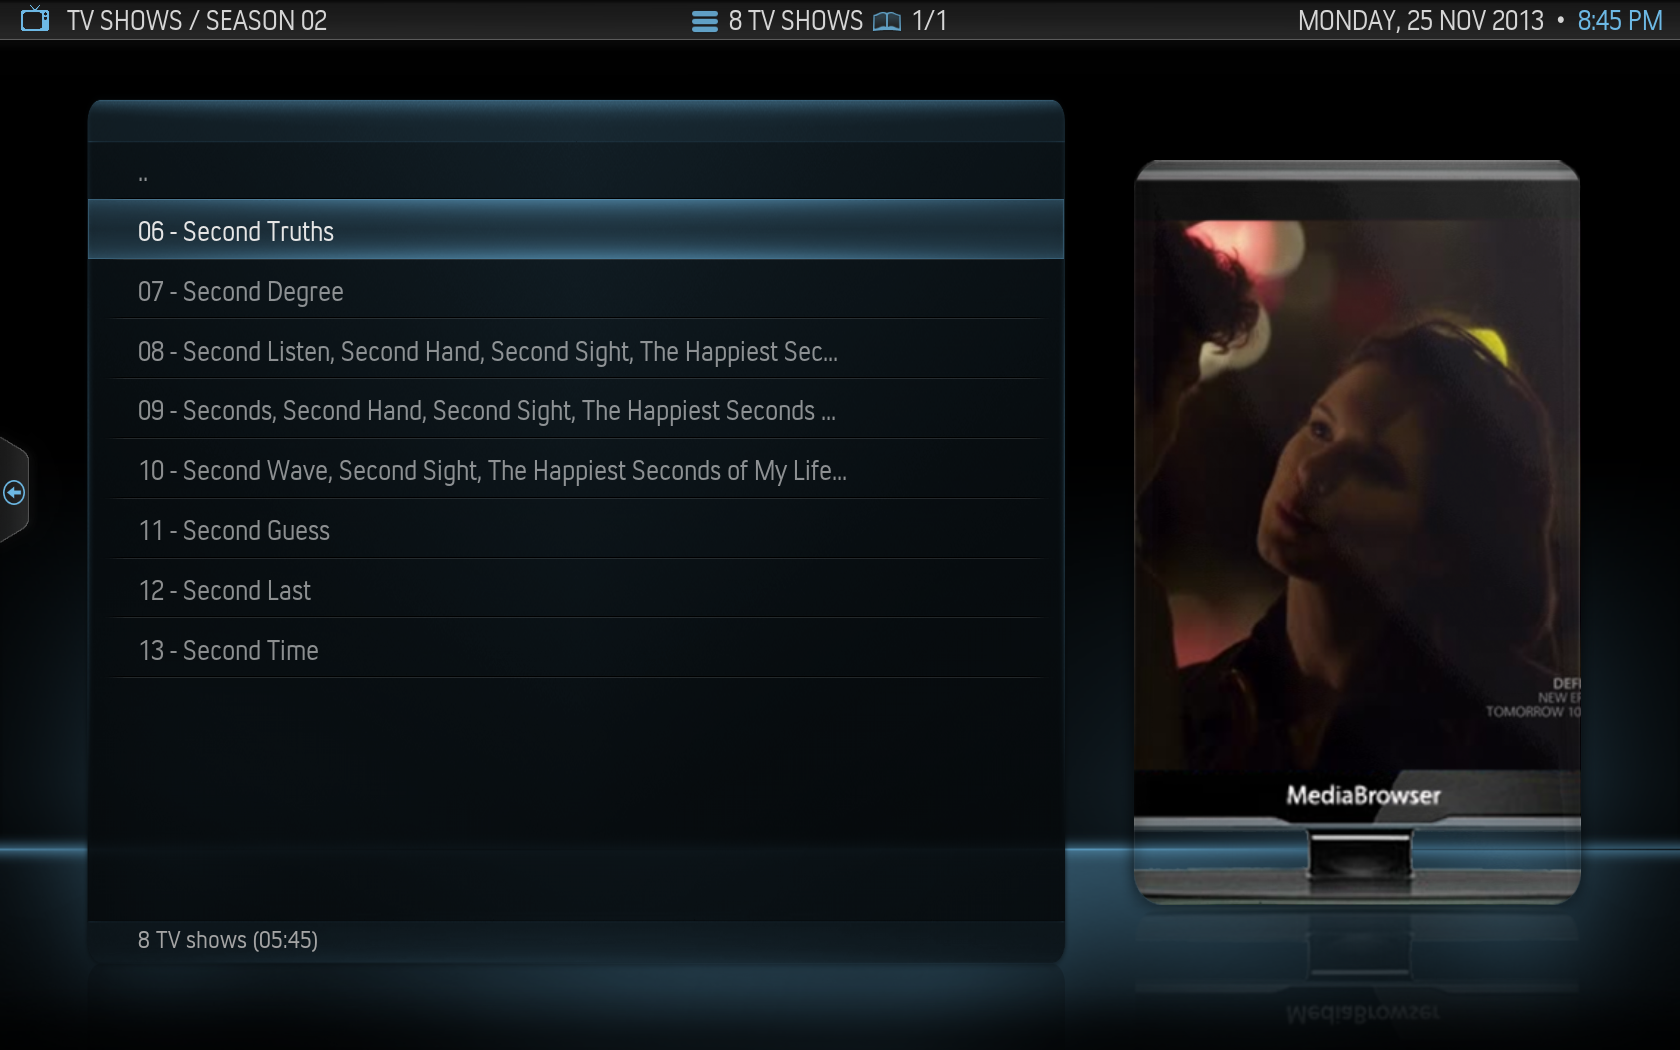 TV SHOWS / SEASON 02
8 TV SHOWS 1/1
MONDAY, 25 NOV 2013 • 8:45 PM
..
06 - Second Truths
07 - Second Degree
08 - Second Listen, Second Hand, Second Sight, The Happiest Sec...
09 - Seconds, Second Hand, Second Sight, The Happiest Seconds ...
10 - Second Wave, Second Sight, The Happiest Seconds of My Life...
11 - Second Guess
12 - Second Last
13 - Second Time
8 TV shows (05:45)
DEFI
NEW EP
TOMORROW 10
MediaBrowser